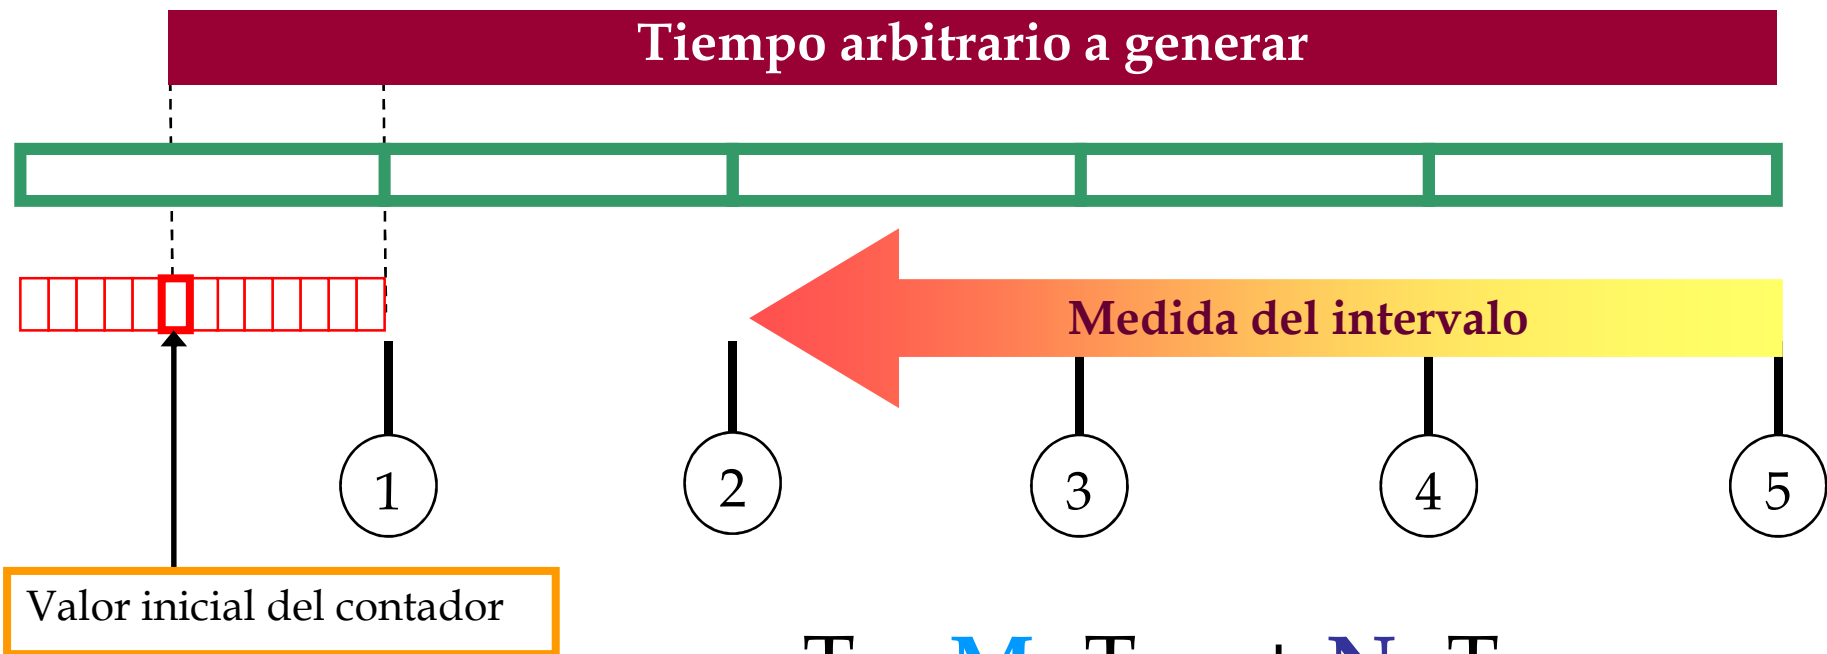 Tiempo arbitrario a generar
Medida del intervalo
1
2
3
4
5
Valor inicial del contador